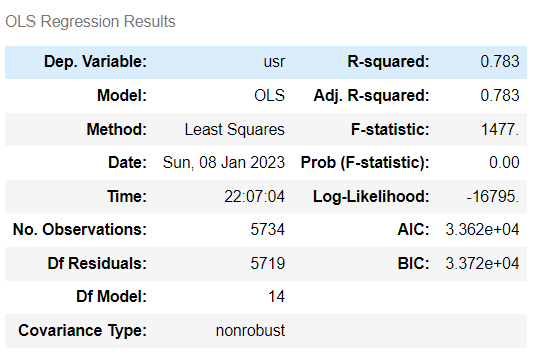 OLS Regression Results
Dep. Variable: usr R-squared: 0.783
Model: OLS Adj. R-squared: 0.783
Method: Least Squares F-statistic: 1477.
Date: Sun, 08 Jan 2023 Prob (F-statistic): 0.00
Time: 22:07:04 Log-Likelihood: -16795.
No. Observations: 5734 AIC: 3.362e+04
Df Residuals: 5719 BIC: 3.372e+04
Df Model: 14
Covariance Type: nonrobust